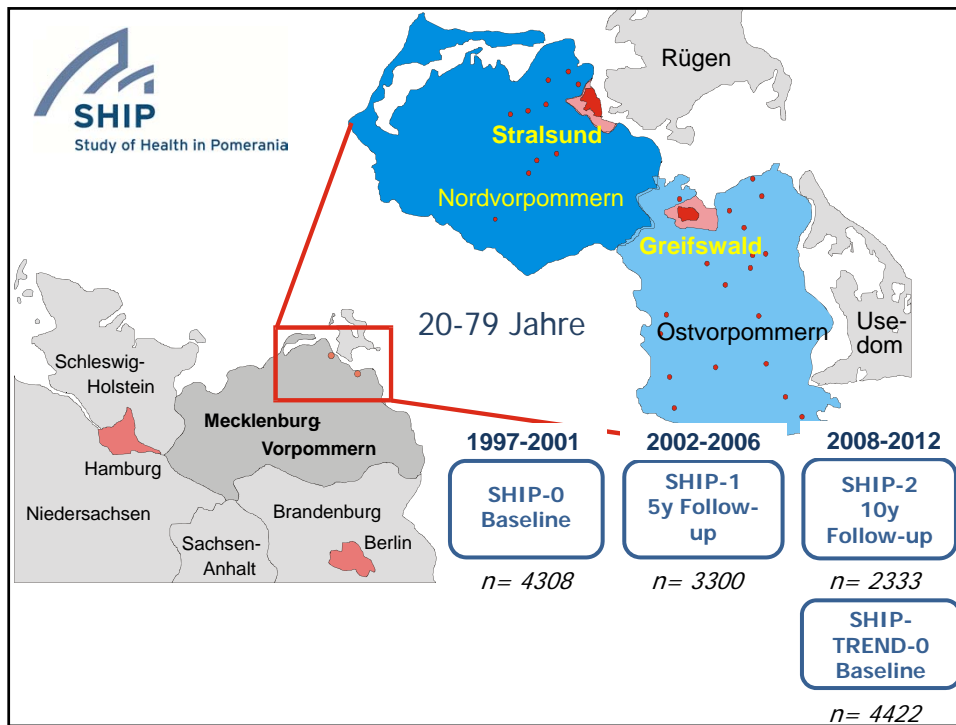 SHIP
Study of Health in Pomerania
Rügen
Stralsund
Nordvorpommern
Greifswald
20-79 Jahre
Ostvorpommern
Use-
dom
Schleswig-
Holstein
Mecklenburg-
Vorpommern
Hamburg
Niedersachsen
Brandenburg
Berlin
Sachsen-
Anhalt
1997-2001
SHIP-0
Baseline
n= 4308
2002-2006
SHIP-1
5y Follow-
up
n= 3300
2008-2012
SHIP-2
10y
Follow-up
n= 2333
SHIP-
TREND-0
Baseline
n= 4422